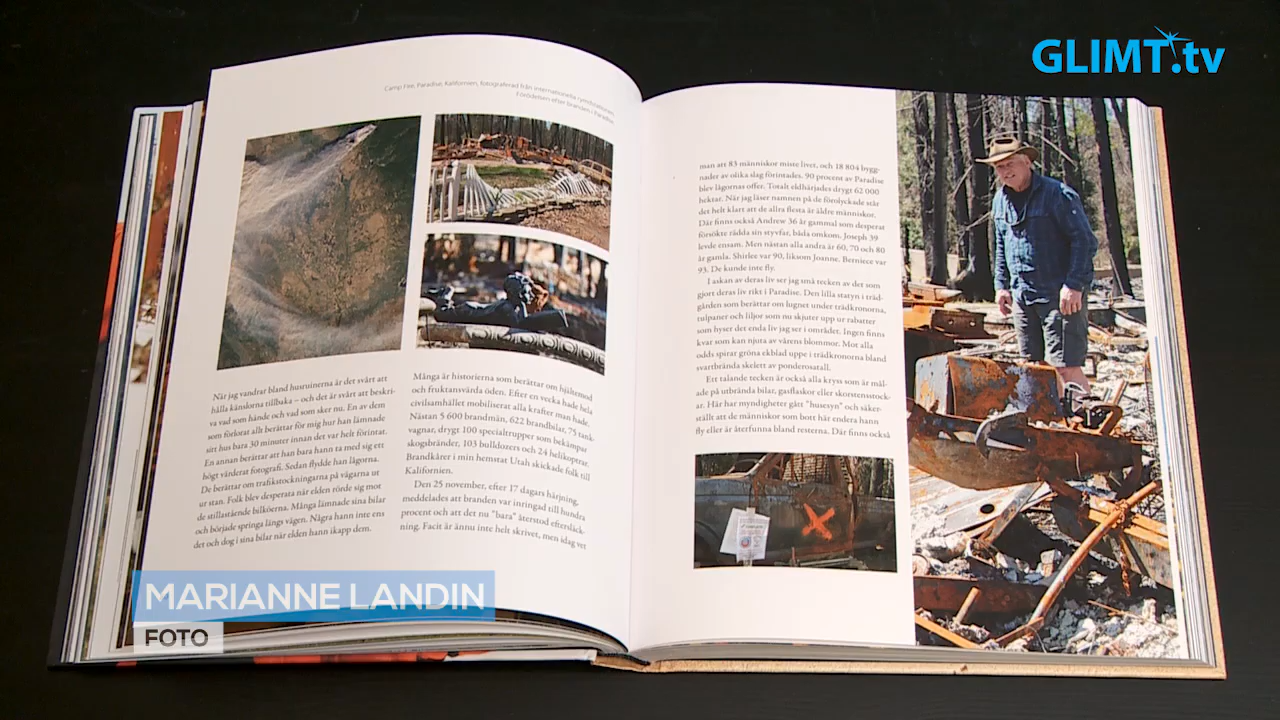 GLIMT.tv
Camp Fire, Paradise, Kalifornien, fotograferad från internationella rymdstationen.
Förödelsen efter branden i Paradise.
När jag vandrar bland husruinerna är det svårt att
hålla känslorna tillbaka – och det är svårt att beskri-
va vad som hände och vad som sker nu. En av dem
som förlorat allt berättar för mig hur han lämnade
sitt hus bara 30 minuter innan det var helt förintat.
En annan berättar att han bara hann ta med sig ett
högt värderat fotografi. Sedan flydde han lågorna.
De berättar om trafikstockningarna på vägarna ut
ur stan. Folk blev desperata när elden rörde sig mot
de stillastående bilköerna. Många lämnade sina bilar
och började springa längs vägen. Några hann inte ens
det och dog i sina bilar när elden hann ikapp dem.
Många är historierna som berättar om hjältemod
och fruktansvärda öden. Efter en vecka hade hela
civilsamhället mobiliserat alla krafter man hade.
Nästan 5 600 brandmän, 622 brandbilar, 75 tank-
vagnar, drygt 100 specialtrupper som bekämpar
skogsbränder, 103 bulldozers och 24 helikoptrar.
Brandkårer i min hemstat Utah skickade folk till
Kalifornien.
Den 25 november, efter 17 dagars härjning,
meddelades att branden var inringad till hundra
procent och att det nu "bara" återstod eftersläck-
ning. Facit är ännu inte helt skrivet, men idag vet
man att 83 människor miste livet, och 18 804 bygg-
nader av olika slag förintades. 90 procent av Paradise
blev lågornas offer. Totalt eldhärjades drygt 62 000
hektar. När jag läser namnen på de förolyckade står
det helt klart att de allra flesta är äldre människor.
Där finns också Andrew 36 år gammal som desperat
försökte rädda sin styvfar, båda omkom. Joseph 39
levde ensam. Men nästan alla andra är 60, 70 och 80
år gamla. Shirlee var 90, liksom Joanne. Berniece var
93. De kunde inte fly.
I askan av deras liv ser jag små tecken av det som
gjort deras liv rikt i Paradise. Den lilla statyn i träd-
gården som berättar om lugnet under trädkronorna,
tulpaner och liljor som nu skjuter upp ur rabatter
som hyser det enda liv jag ser i området. Ingen finns
kvar som kan njuta av vårens blommor. Mot alla
odds spirar gröna ekblad uppe i trädkronorna bland
svartbrända skelett av ponderosatall.
Ett talande tecken är också alla kryss som är mål-
ade på utbrända bilar, gasflaskor eller skorstensstock-
ar. Här har myndigheter gått "husesyn" och säker-
ställt att de människor som bott här endera hann
fly eller är återfunna bland resterna. Där finns också
MARIANNE LANDIN
FOTO